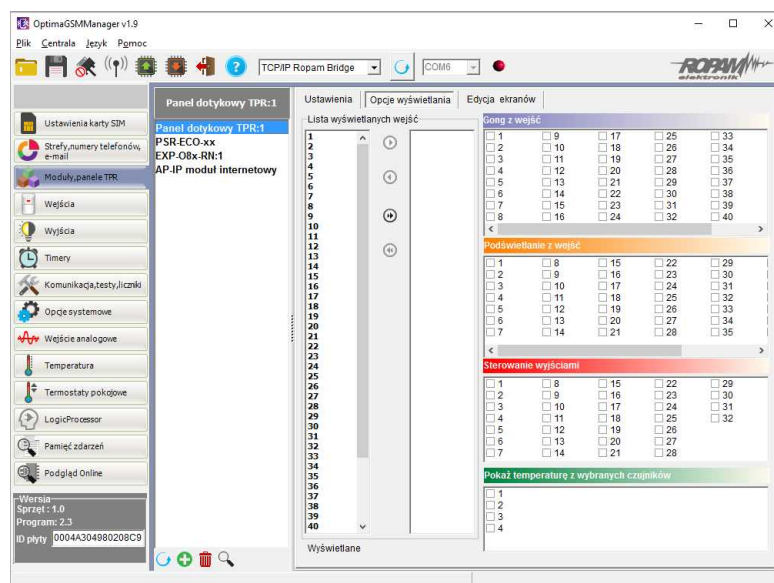 OptimaGSMManager v1.9
Plik Centrala Język Pomoc
TCP/IP Ropam Bridge COM6 ROPAM elektronik
Ustawienia karty SIM
Strefy,numery telefonów, e-mail
Moduły,panele TPR
Wejścia
Wyjścia
Timery
Komunikacja,testy,liczniki
Opcje systemowe
Wejście analogowe
Temperatura
Termostaty pokojowe
LogicProcessor
Pamięć zdarzeń
Podgląd Online
Wersja
Sprzęt : 1.0
Program: 2.3
ID płyty 0004A304980208C9
Panel dotykowy TPR:1
Panel dotykowy TPR:1
PSR-ECO-xx
EXP-O8x-RN:1
AP-IP moduł internetowy
Ustawienia Opcje wyświetlania Edycja ekranów
Lista wyświetlanych wejść
1
2
3
4
5
6
7
8
9
10
11
12
13
14
15
16
17
18
19
20
21
22
23
24
25
26
27
28
29
30
31
32
33
34
35
36
37
38
39
40
Wyświetlane
Gong z wejść
1 9 17 25 33
2 10 18 26 34
3 11 19 27 35
4 12 20 28 36
5 13 21 29 37
6 14 22 30 38
7 15 23 31 39
8 16 24 32 40
Podświetlanie z wejść
1 8 15 22 29
2 9 16 23 30
3 10 17 24 31
4 11 18 25 32
5 12 19 26 33
6 13 20 27 34
7 14 21 28 35
Sterowanie wyjściami
1 8 15 22 29
2 9 16 23 30
3 10 17 24 31
4 11 18 25 32
5 12 19 26
6 13 20 27
7 14 21 28
Pokaż temperaturę z wybranych czujników
1
2
3
4